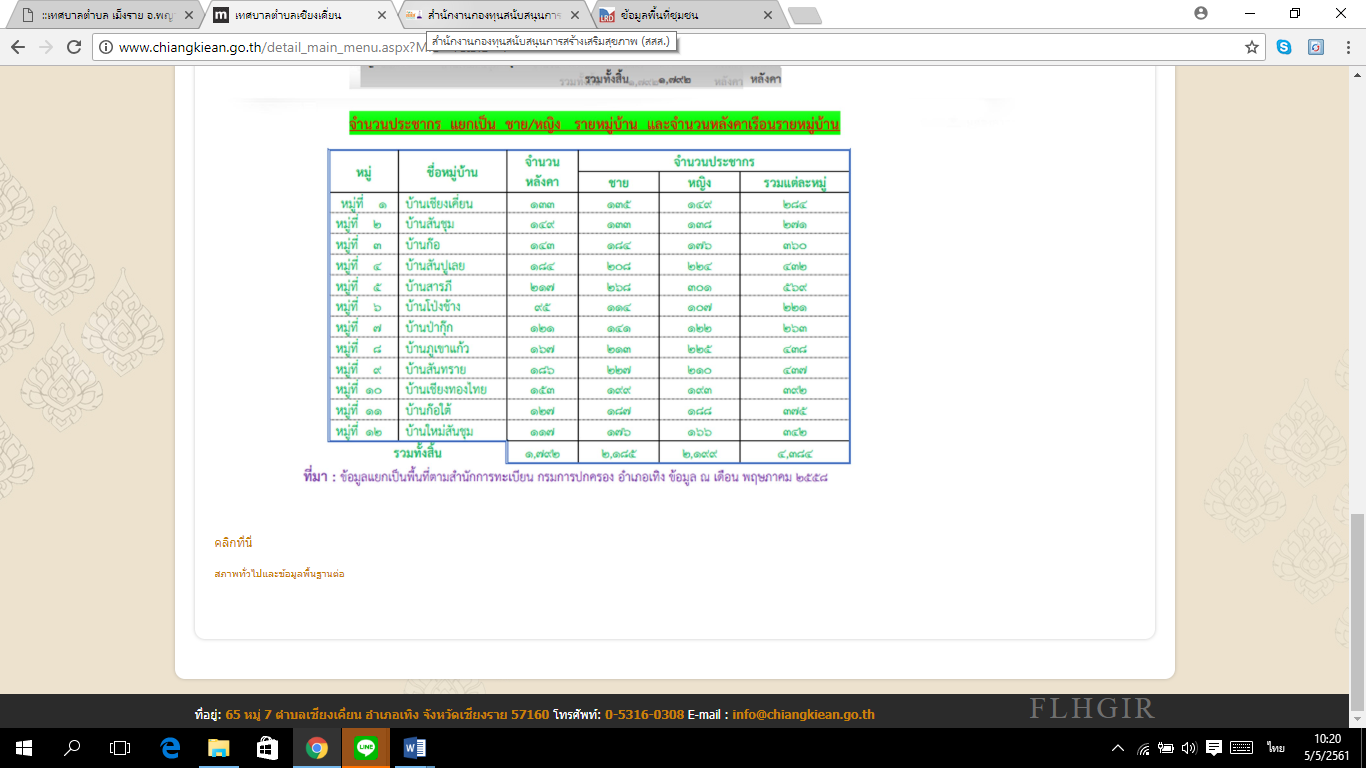 ::เทศบาลตำบล เม็งราย อ.พญ
เทศบาลตำบลเชียงเคี่ยน
สำนักงานกองทุนสนับสนุนการ
ข้อมูลพื้นที่ชุมชน
www.chiangkiean.go.th/detail_main_menu.aspx?M
สำนักงานกองทุนสนับสนุนการสร้างเสริมสุขภาพ (สสส.)
รวมทั้งสิ้น ๑,๗๙๒ หลังคา
จำนวนประชากร แยกเป็น ชาย/หญิง รายหมู่บ้าน และจำนวนหลังคาเรือนรายหมู่บ้าน
หมู่ ชื่อหมู่บ้าน จำนวนหลังคา จำนวนประชากร
ชาย หญิง รวมแต่ละหมู่
หมู่ที่ ๑ บ้านเชียงเคี่ยน ๑๓๓ ๑๓๕ ๑๔๙ ๒๘๔
หมู่ที่ ๒ บ้านสันชุม ๑๔๙ ๑๓๓ ๑๓๘ ๒๗๑
หมู่ที่ ๓ บ้านก๊อ ๑๔๓ ๑๘๔ ๑๗๖ ๓๖๐
หมู่ที่ ๔ บ้านสันปูเลย ๑๘๔ ๒๐๘ ๒๒๔ ๔๓๒
หมู่ที่ ๕ บ้านสารภี ๒๑๗ ๒๖๘ ๓๐๑ ๕๖๙
หมู่ที่ ๖ บ้านโป่งช้าง ๙๕ ๑๑๔ ๑๐๗ ๒๒๑
หมู่ที่ ๗ บ้านป่ากุ๊ก ๑๒๑ ๑๔๑ ๑๒๒ ๒๖๓
หมู่ที่ ๘ บ้านภูเขาแก้ว ๑๖๗ ๒๑๓ ๒๒๕ ๔๓๘
หมู่ที่ ๙ บ้านสันทราย ๑๘๖ ๒๒๗ ๒๑๐ ๔๓๗
หมู่ที่ ๑๐ บ้านเชียงทองไทย ๑๕๓ ๑๙๙ ๑๙๓ ๓๙๒
หมู่ที่ ๑๑ บ้านก๊อใต้ ๑๒๗ ๑๘๗ ๑๘๘ ๓๗๕
หมู่ที่ ๑๒ บ้านใหม่สันชุม ๑๑๗ ๑๗๖ ๑๖๖ ๓๔๒
รวมทั้งสิ้น ๑,๗๙๒ ๒,๑๘๕ ๒,๑๙๙ ๔,๓๘๔
ที่มา : ข้อมูลแยกเป็นพื้นที่ตามสำนักการทะเบียน กรมการปกครอง อำเภอเทิง ข้อมูล ณ เดือน พฤษภาคม ๒๕๕๘
คลิกที่นี่
สภาพทั่วไปและข้อมูลพื้นฐานต่อ
ที่อยู่: 65 หมู่ 7 ตำบลเชียงเคี่ยน อำเภอเทิง จังหวัดเชียงราย 57160 โทรศัพท์: 0-5316-0308 E-mail : info@chiangkiean.go.th
FLHGIR
ไทย
10:20
5/5/2561